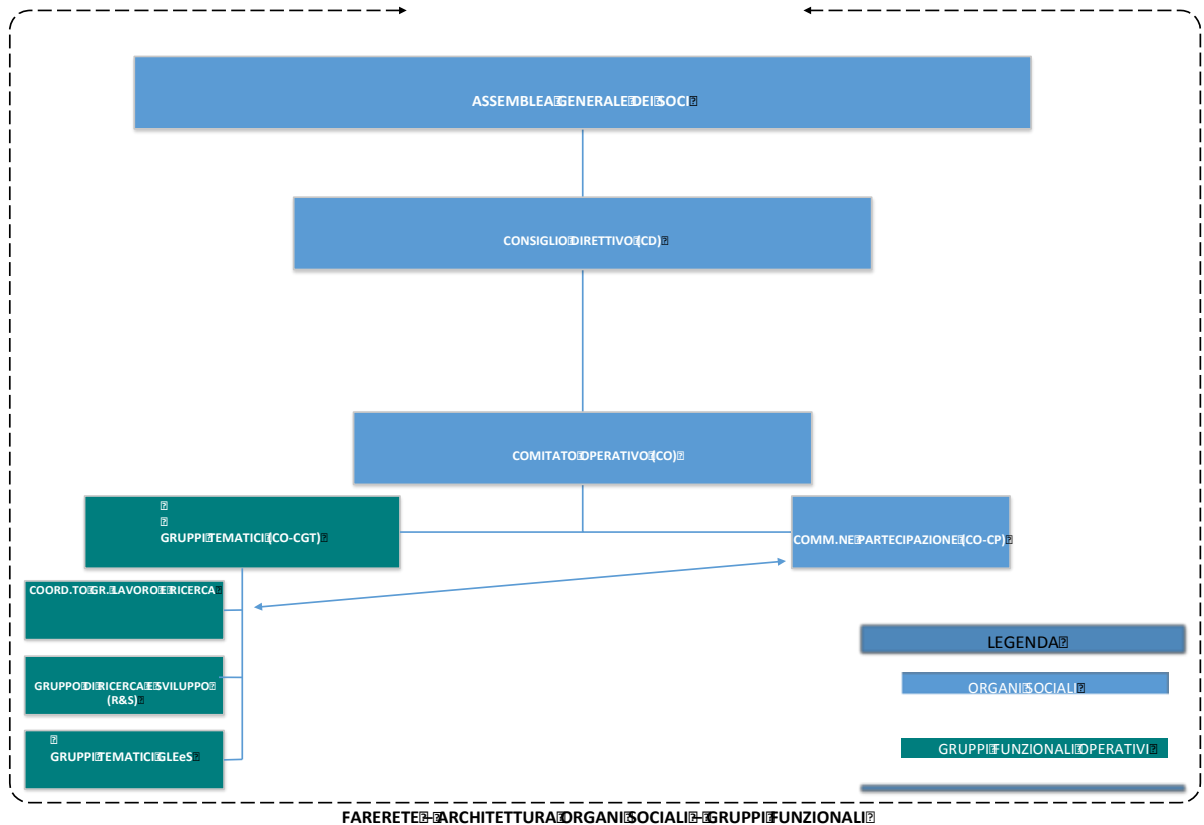 ASSEMBLEA GENERALE DEI SOCI
CONSIGLIO DIRETTIVO (CD)
COMITATO OPERATIVO (CO)
GRUPPI TEMATICI (CO-CGT)
COMM.NE PARTECIPAZIONE (CO-CP)
COORD.TO GR. LAVORO E RICERCA
GRUPPO DI RICERCA E SVILUPPO
(R&S)
GRUPPI TEMATICI GLEeS
LEGENDA
ORGANI SOCIALI
GRUPPI FUNZIONALI OPERATIVI
FARERETE – ARCHITETTURA ORGANI SOCIALI – GRUPPI FUNZIONALI